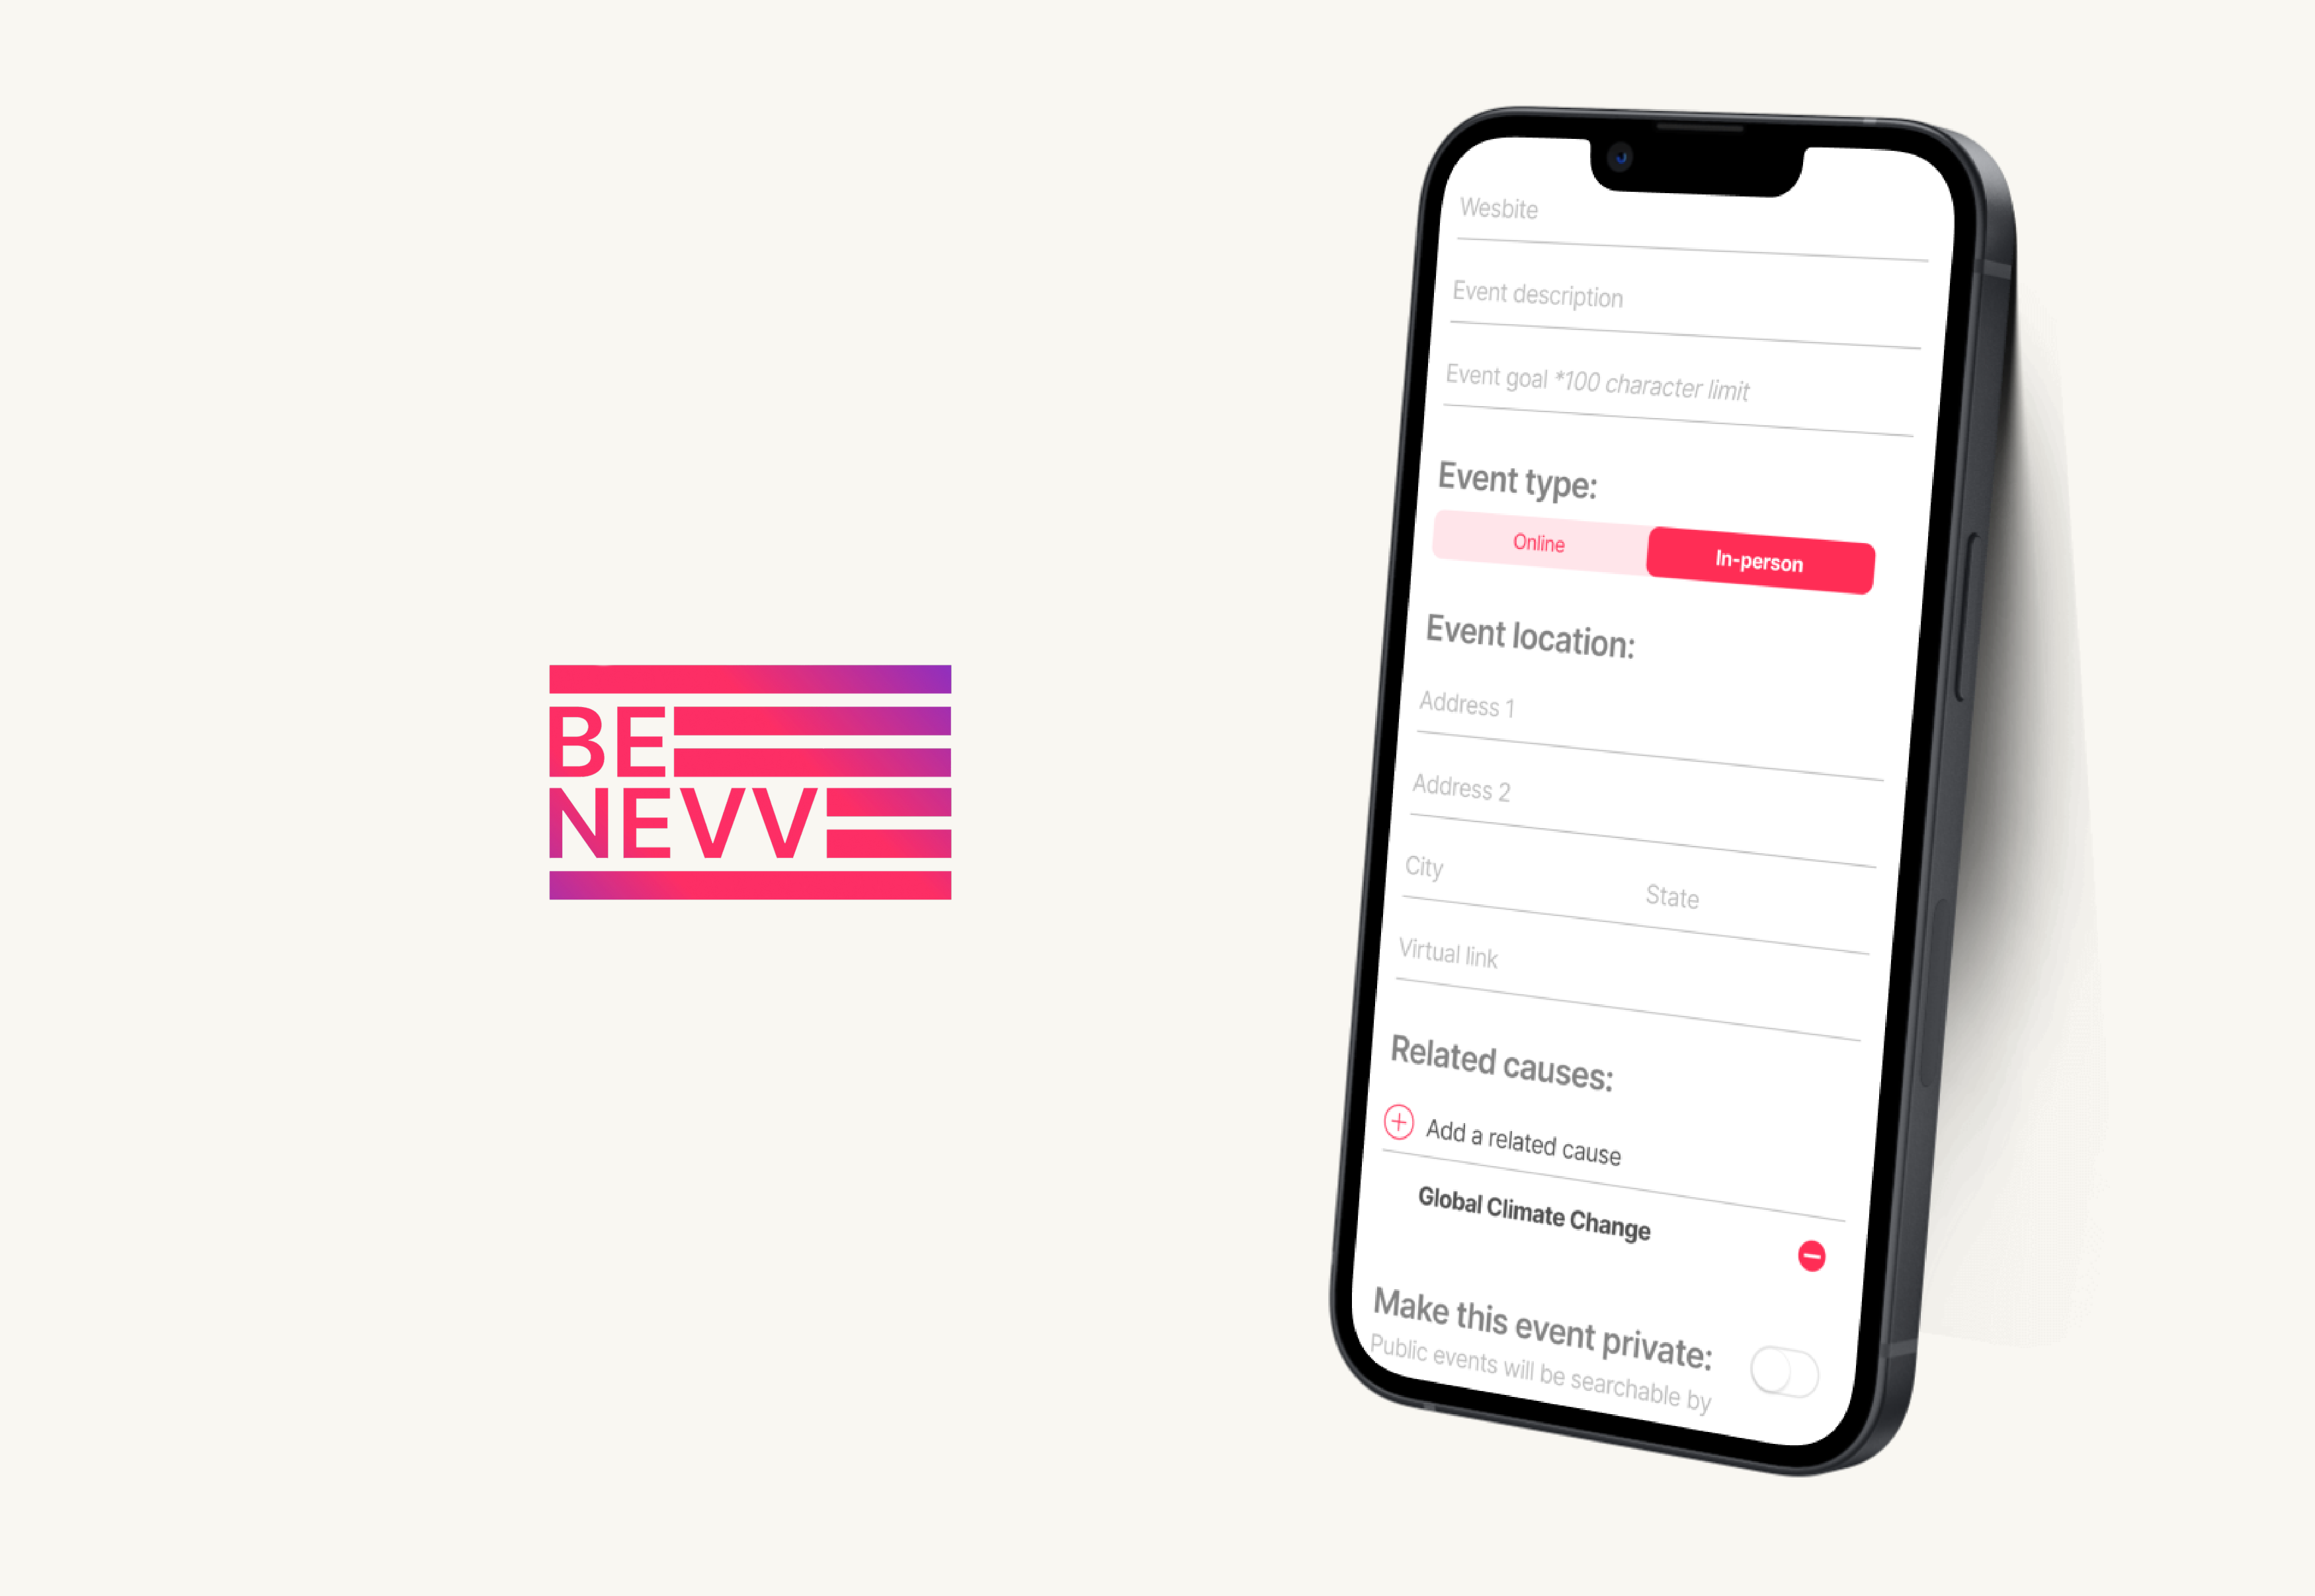 BE
NEVV
Wesbite
Event description
Event goal *100 character limit
Event type:
Online In-person
Event location:
Address 1
Address 2
City State
Virtual link
Related causes:
Add a related cause
Global Climate Change
Make this event private:
Public events will be searchable by